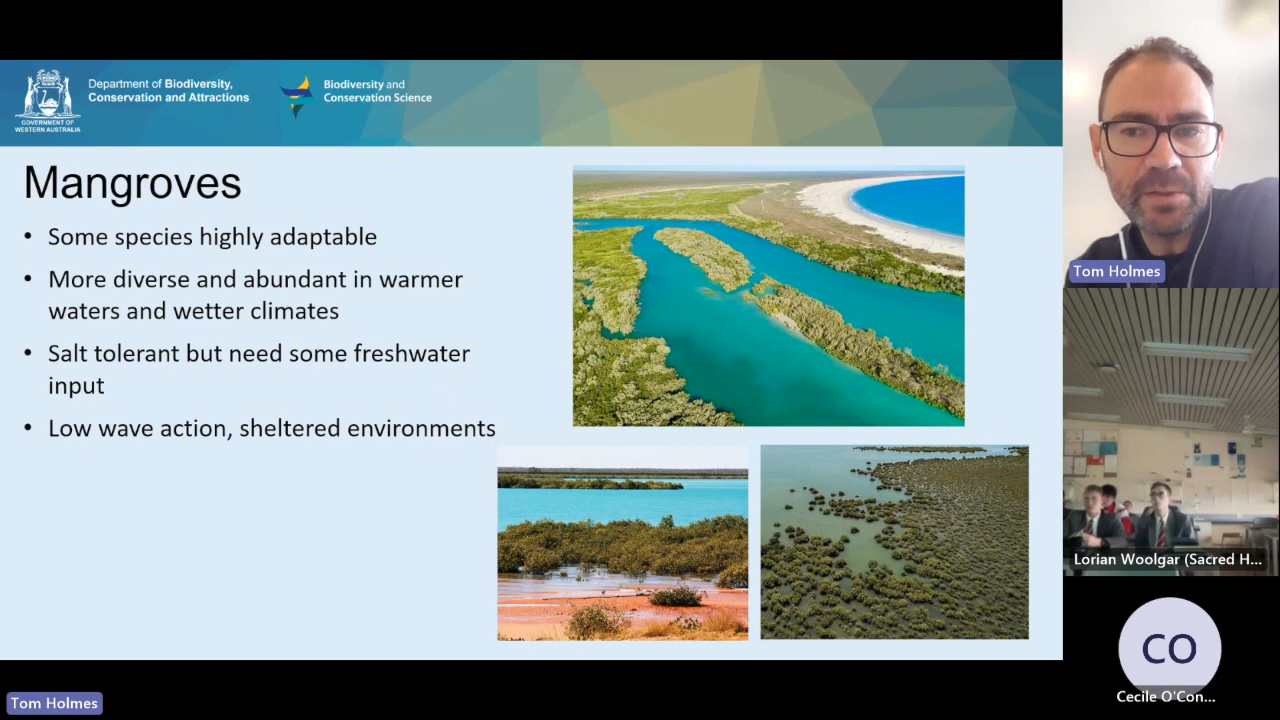 Department of Biodiversity,
Conservation and Attractions
GOVERNMENT OF
WESTERN AUSTRALIA
Biodiversity and
Conservation Science
Mangroves
• Some species highly adaptable
• More diverse and abundant in warmer
waters and wetter climates
• Salt tolerant but need some freshwater
input
• Low wave action, sheltered environments
Tom Holmes
Lorian Woolgar (Sacred H...
CO
Cecile O'Con...
Tom Holmes